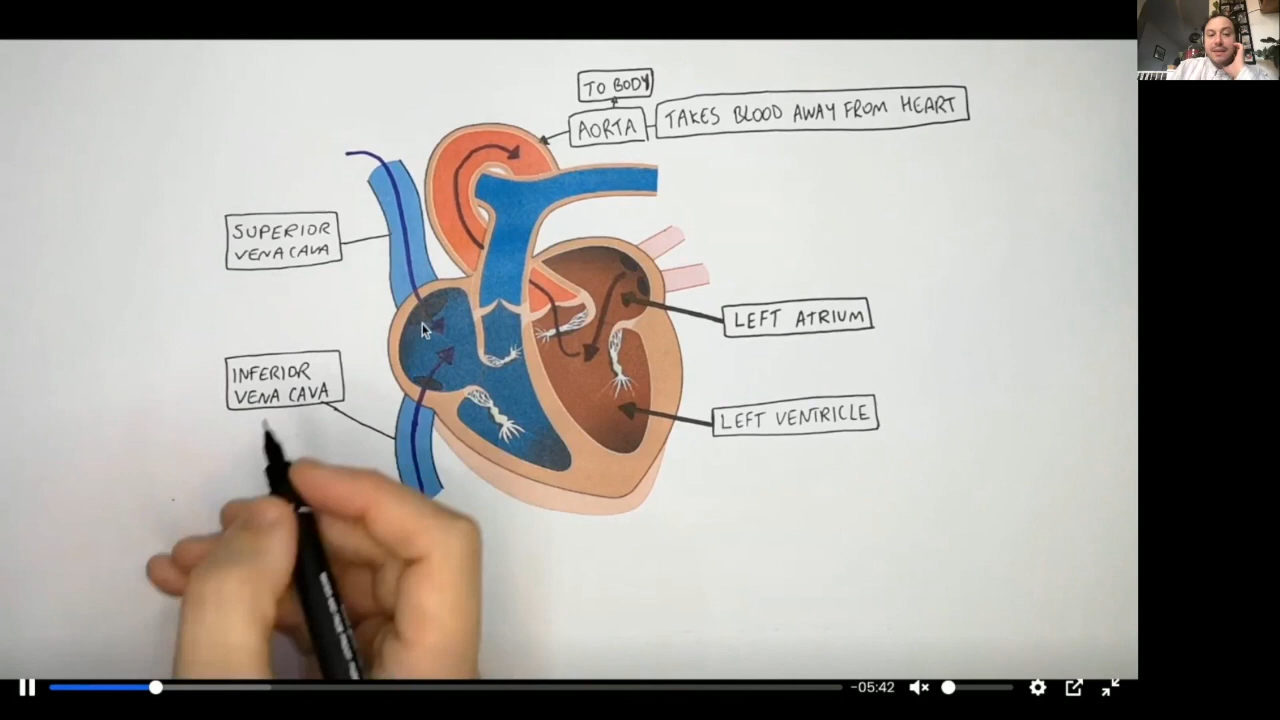 TO BODY
AORTA
TAKES BLOOD AWAY FROM HEART
SUPERIOR
VENA CAVA
LEFT ATRIUM
INFERIOR
VENA CAVA
LEFT VENTRICLE
-05:42